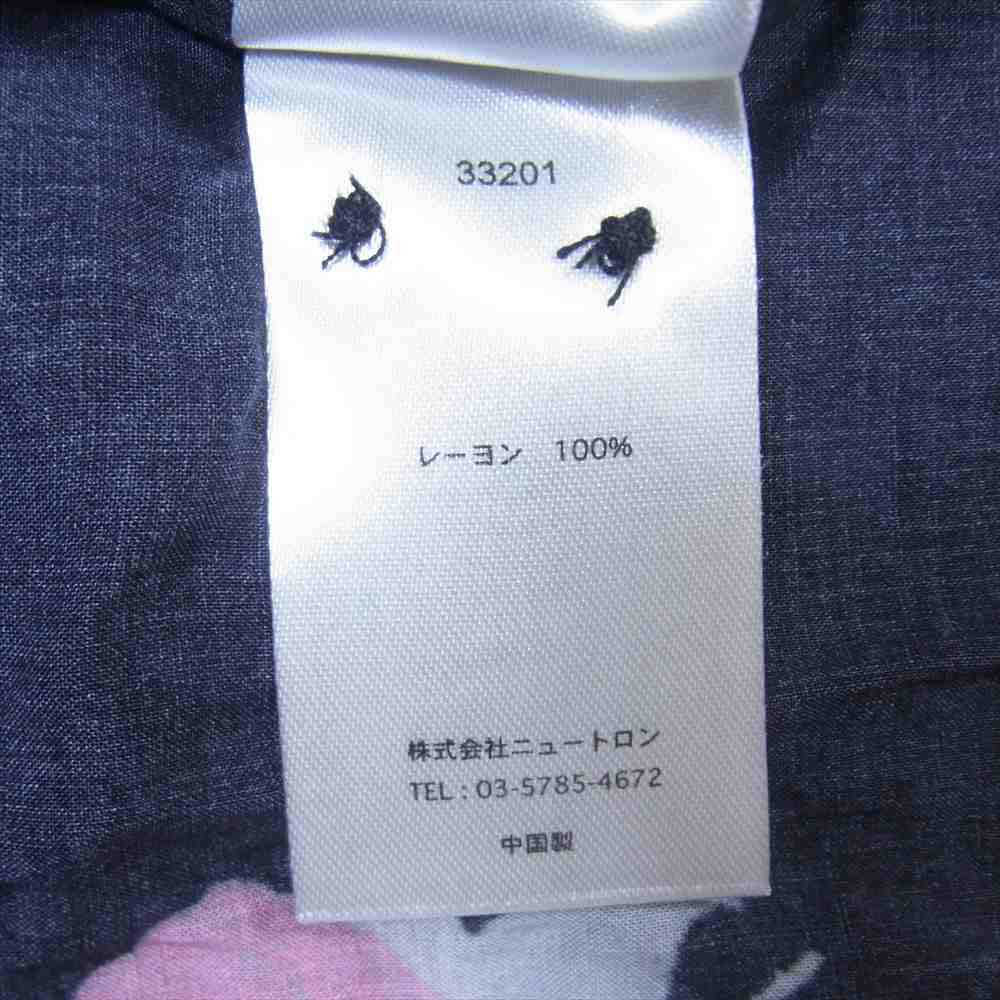 33201
レーヨン 100%
株式会社ニュートロン
TEL : 03-5785-4672
中国製